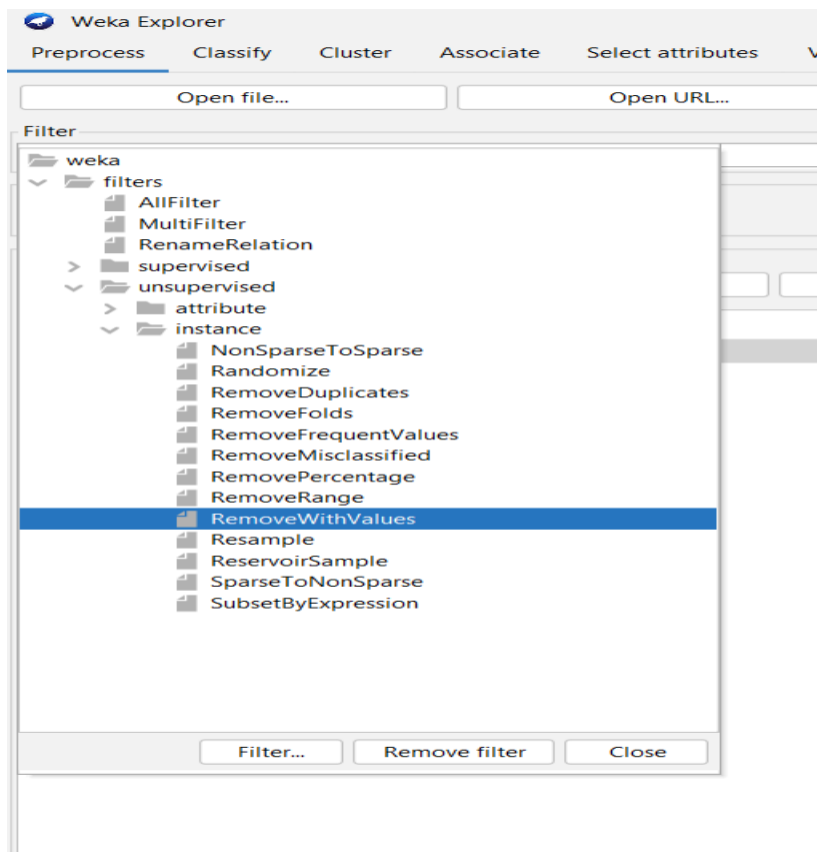 Weka Explorer
Preprocess Classify Cluster Associate Select attributes
Open file... Open URL...
Filter
weka
filters
AllFilter
MultiFilter
RenameRelation
supervised
unsupervised
attribute
instance
NonSparseToSparse
Randomize
RemoveDuplicates
RemoveFolds
RemoveFrequentValues
RemoveMisclassified
RemovePercentage
RemoveRange
RemoveWithValues
Resample
ReservoirSample
SparseToNonSparse
SubsetByExpression
Filter... Remove filter Close